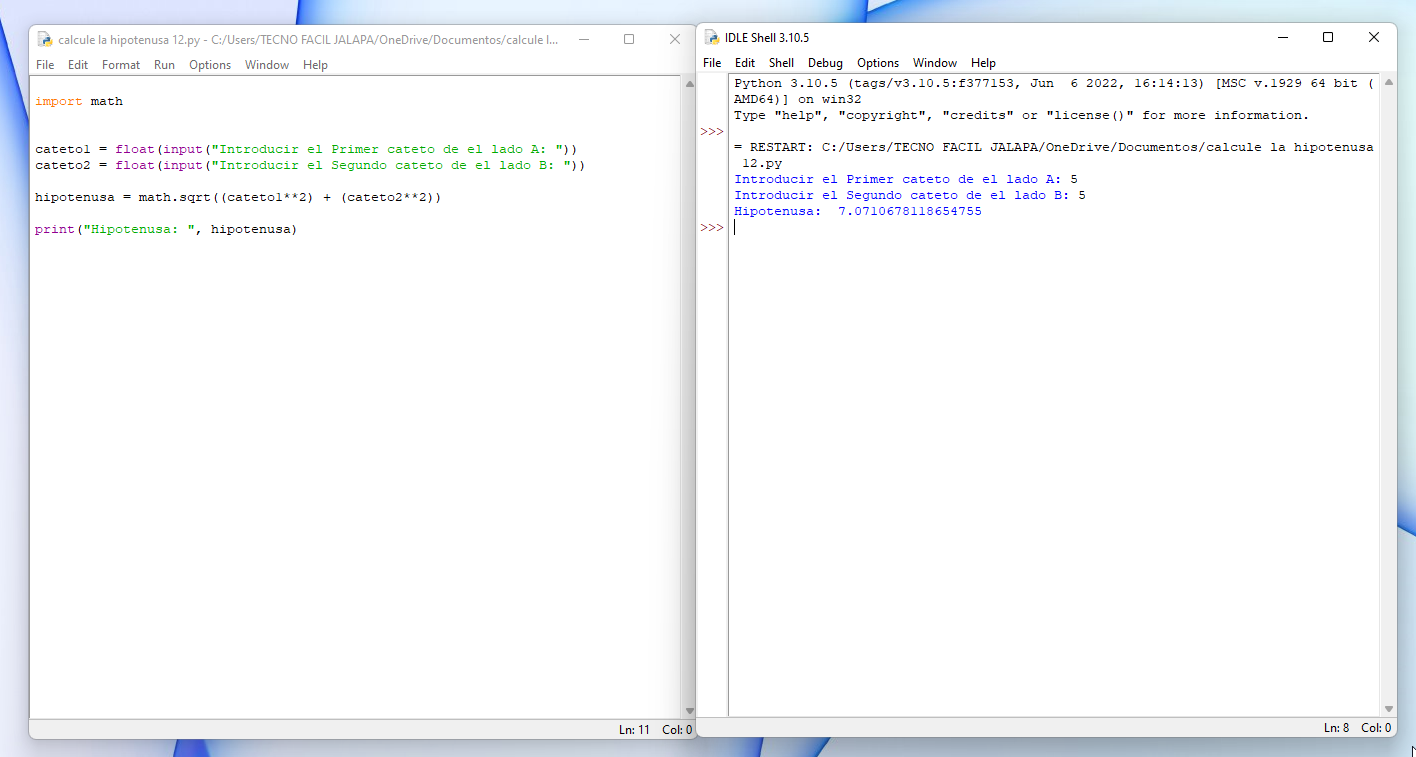 calcule la hipotenusa 12.py - C:/Users/TECNO FACIL JALAPA/OneDrive/Documentos/calcule l...
File Edit Format Run Options Window Help
import math
cateto1 = float(input("Introducir el Primer cateto de el lado A: "))
cateto2 = float(input("Introducir el Segundo cateto de el lado B: "))
hipotenusa = math.sqrt((cateto1**2) + (cateto2**2))
print("Hipotenusa: ", hipotenusa)
Ln: 11 Col: 0
IDLE Shell 3.10.5
File Edit Shell Debug Options Window Help
Python 3.10.5 (tags/v3.10.5:f377153, Jun  6 2022, 16:14:13) [MSC v.1929 64 bit (
AMD64)] on win32
Type "help", "copyright", "credits" or "license()" for more information.
>>>
= RESTART: C:/Users/TECNO FACIL JALAPA/OneDrive/Documentos/calcule la hipotenusa
 12.py
Introducir el Primer cateto de el lado A: 5
Introducir el Segundo cateto de el lado B: 5
Hipotenusa:  7.0710678118654755
>>>
Ln: 8 Col: 0